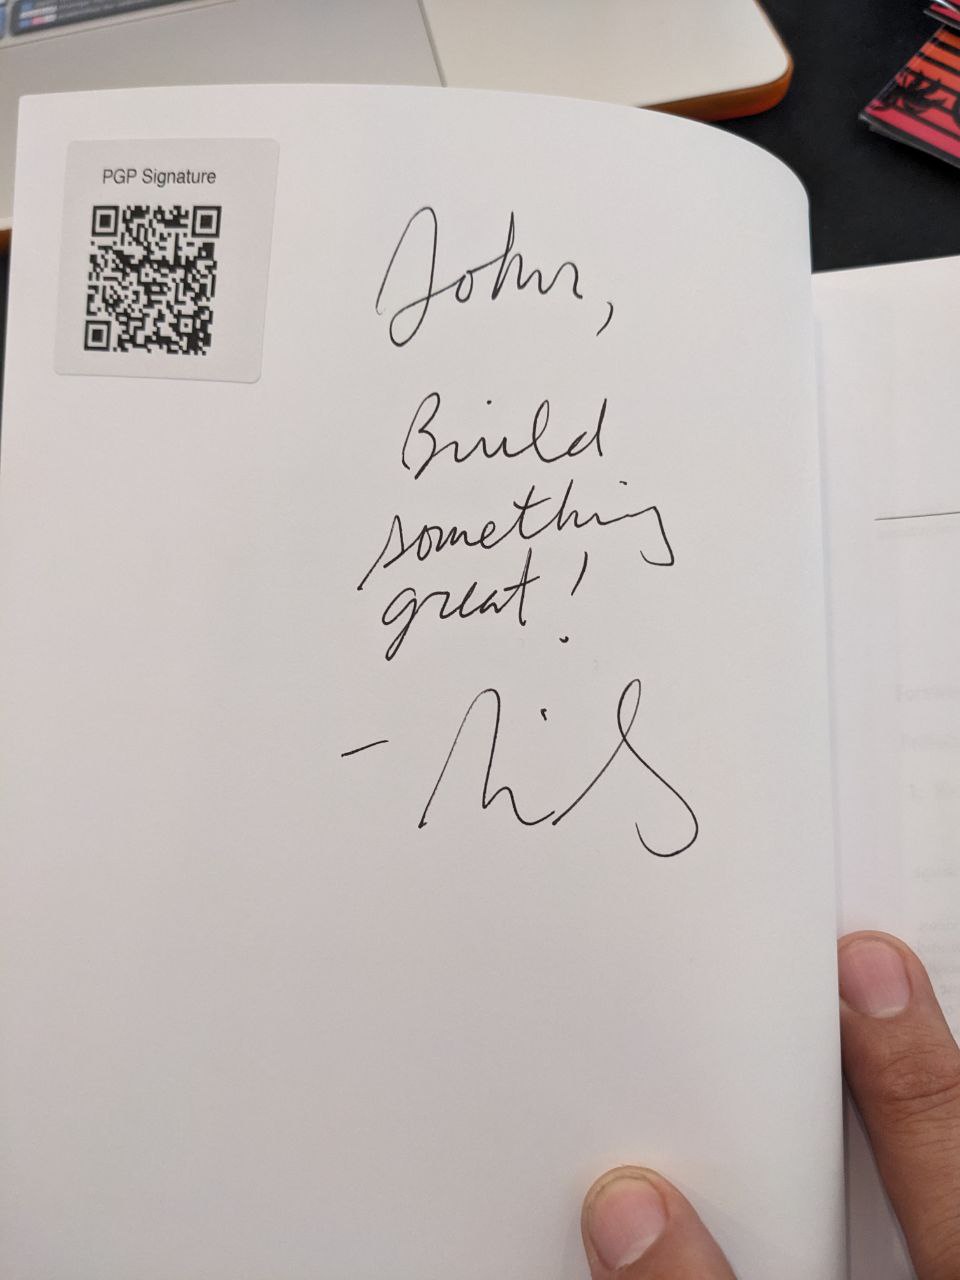 PGP Signature
John,
Build
something
great!